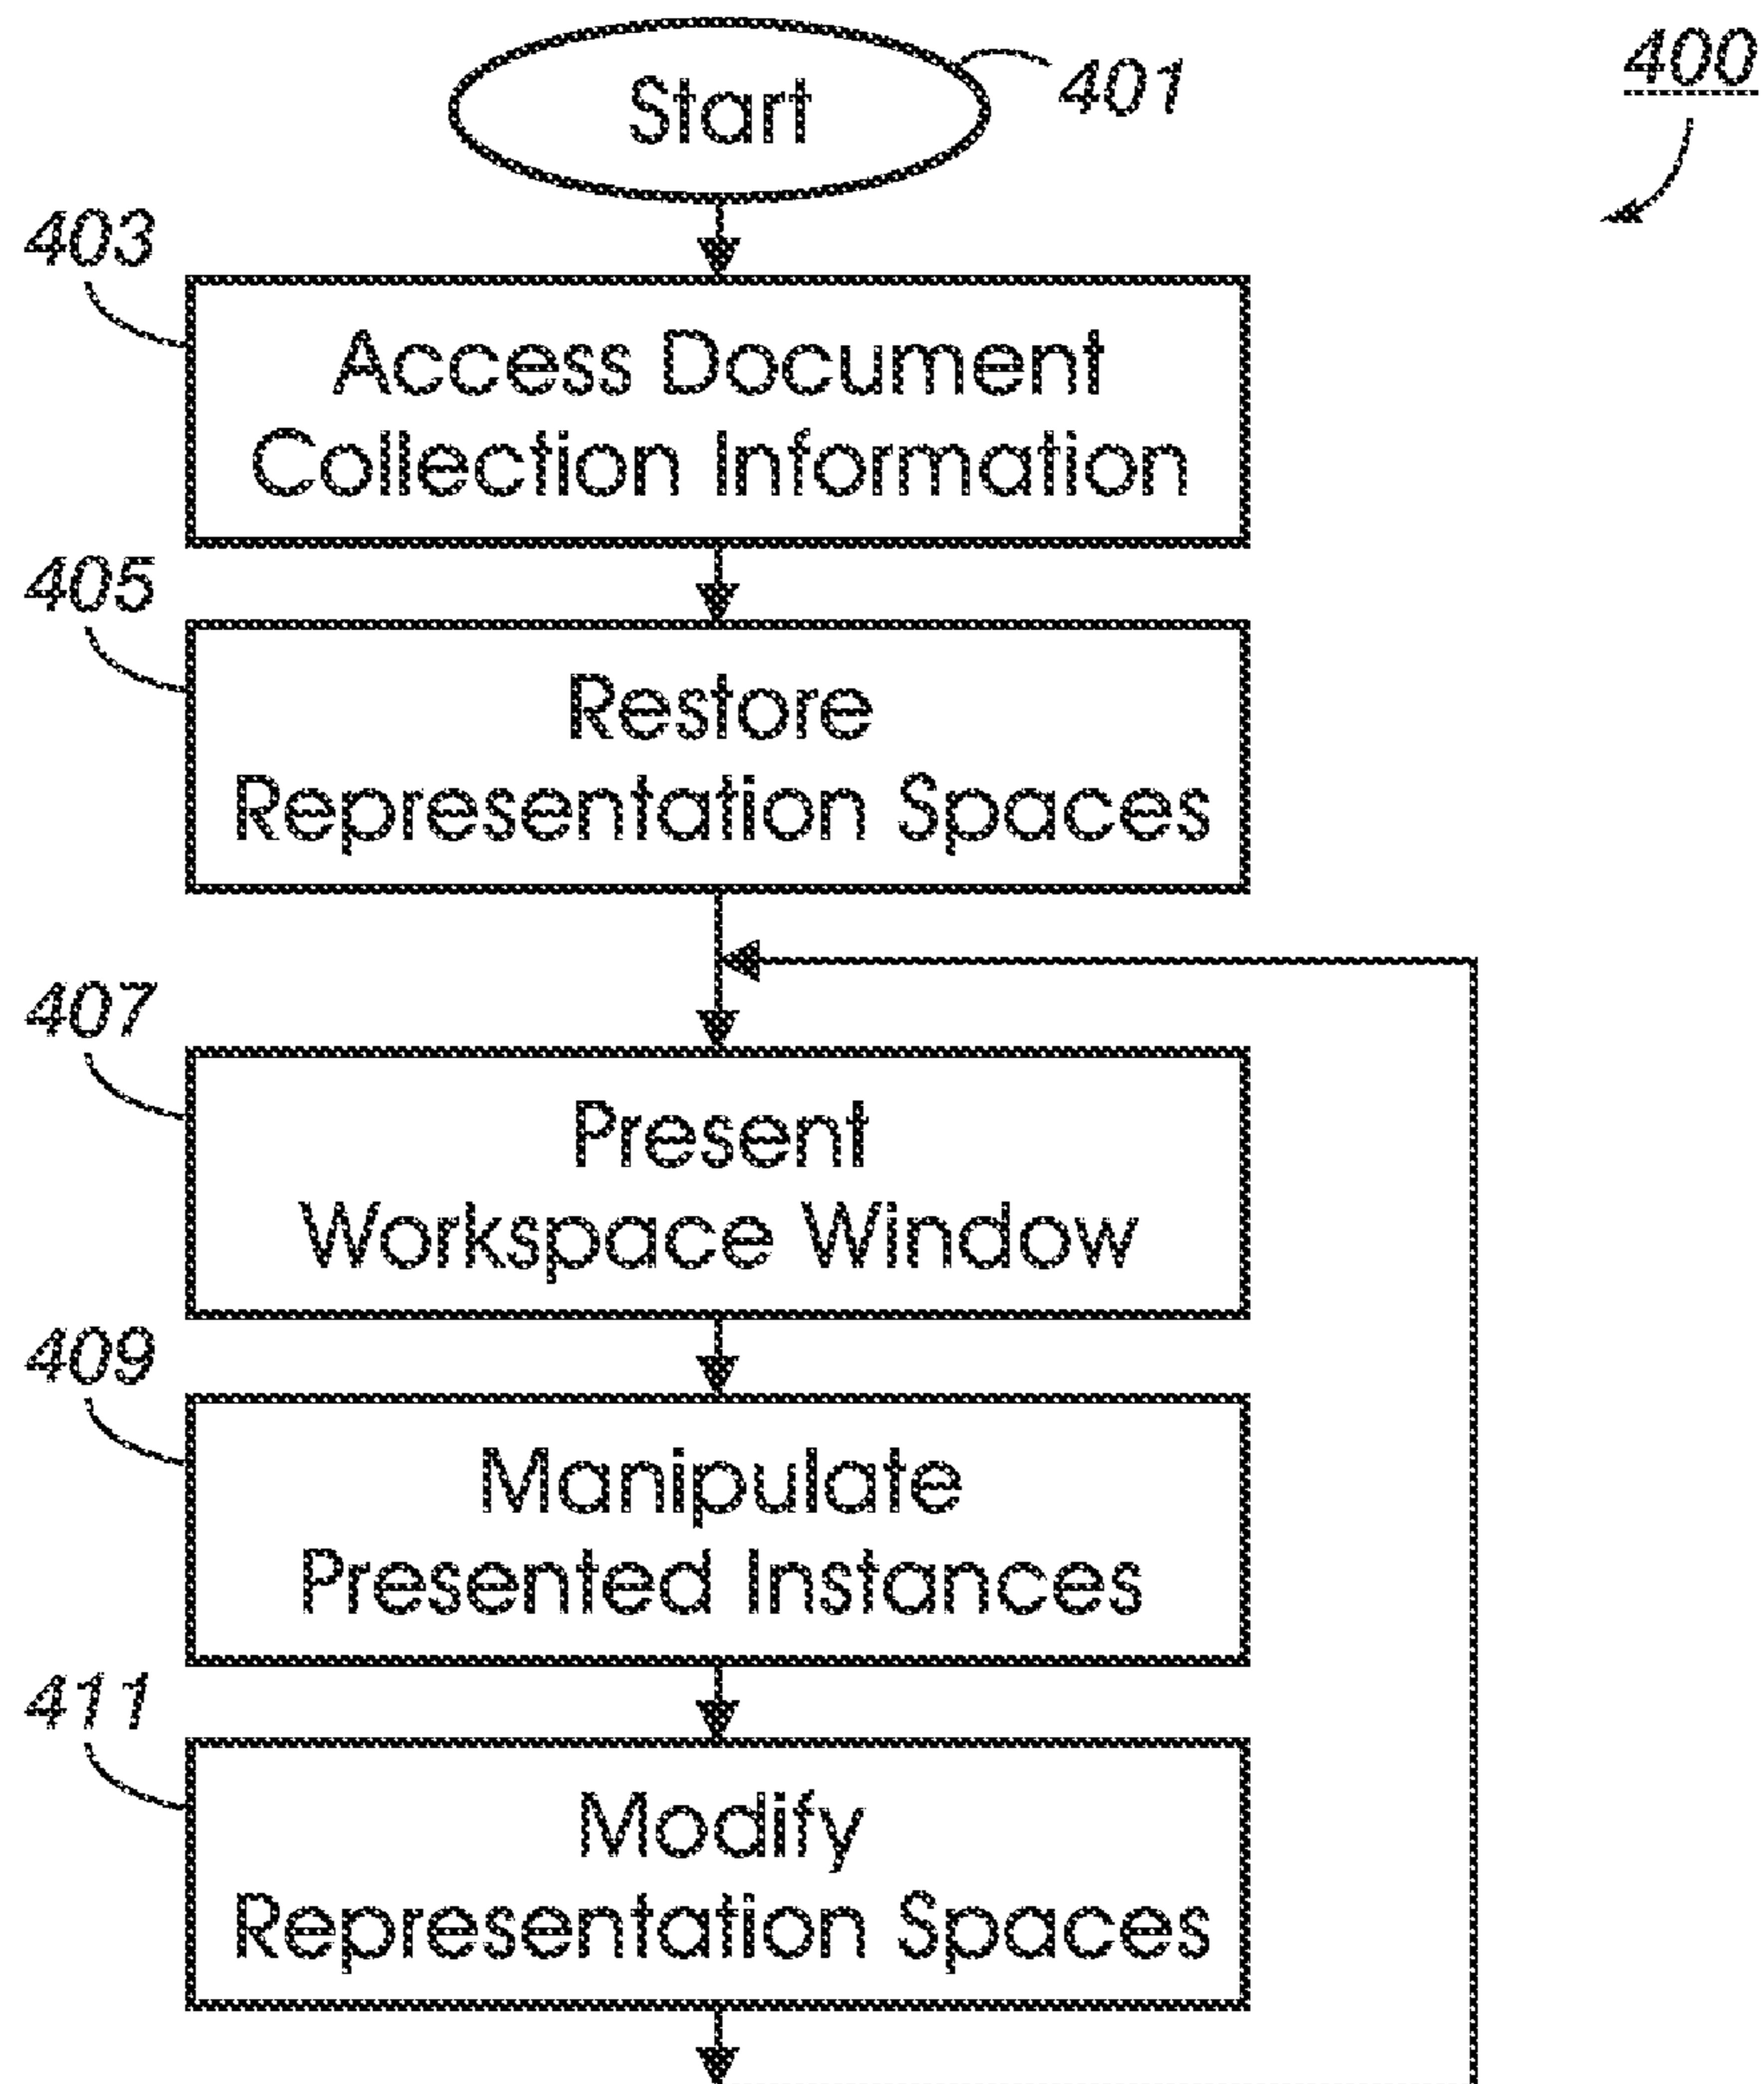 Start
401
400
403
Access Document
Collection Information
405
Restore
Representation Spaces
407
Present
Workspace Window
409
Manipulate
Presented Instances
411
Modify
Representation Spaces